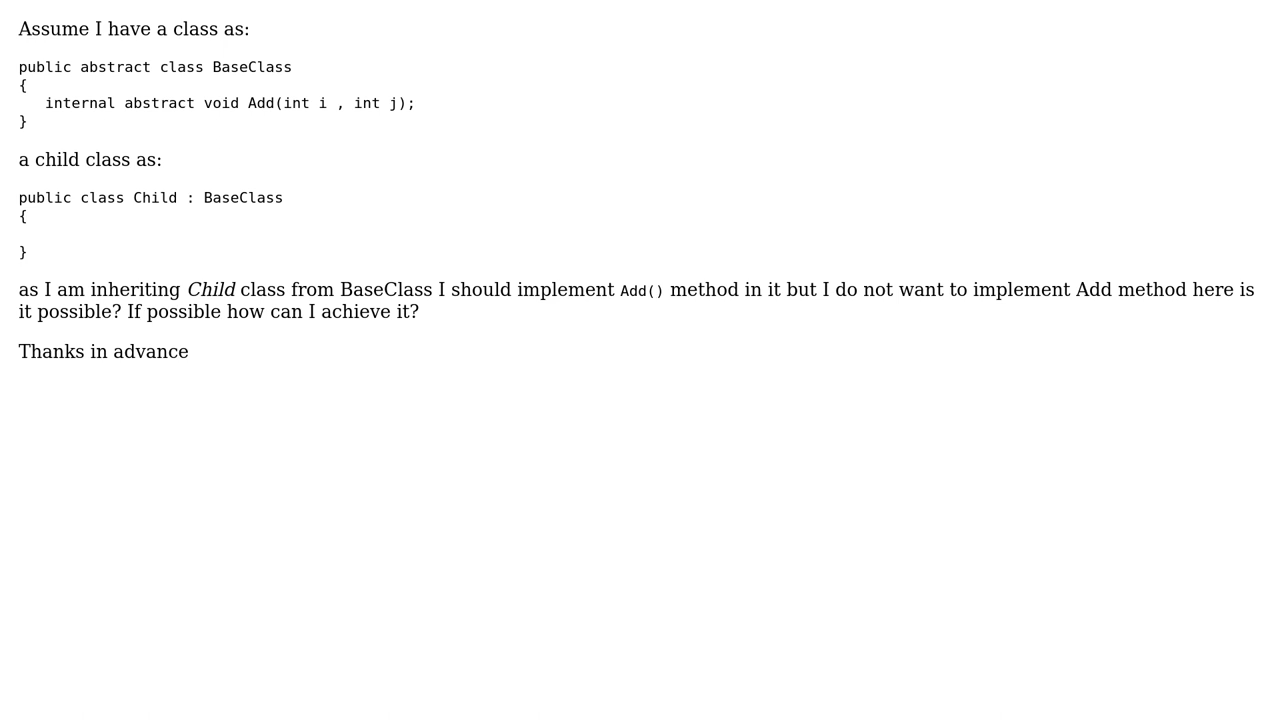 Assume I have a class as:
public abstract class BaseClass
{
   internal abstract void Add(int i , int j);
}
a child class as:
public class Child : BaseClass
{
}
as I am inheriting Child class from BaseClass I should implement Add() method in it but I do not want to implement Add method here is
it possible? If possible how can I achieve it?
Thanks in advance